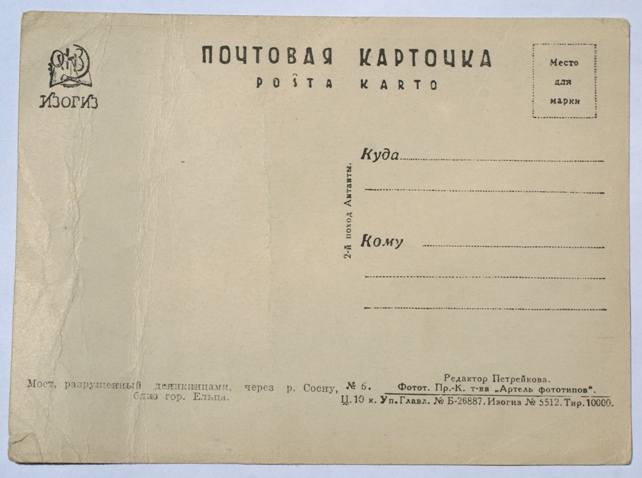 ИЗОГИЗ
ПОЧТОВАЯ КАРТОЧКА
POŜTA KARTO
Место
для
марки
Куда
2-й поход Антанты.
Кому
Мост, разрушенный деникинцами, через р. Сосну,
близ гор. Ельца.
№ 6.
Редактор Петрейкова.
Фотот. Пр.-К. т-ва „Артель фототипов".
Ц. 10 к. Уп. Главл. № Б-26887. Изогиз № 5512. Тир. 10000.